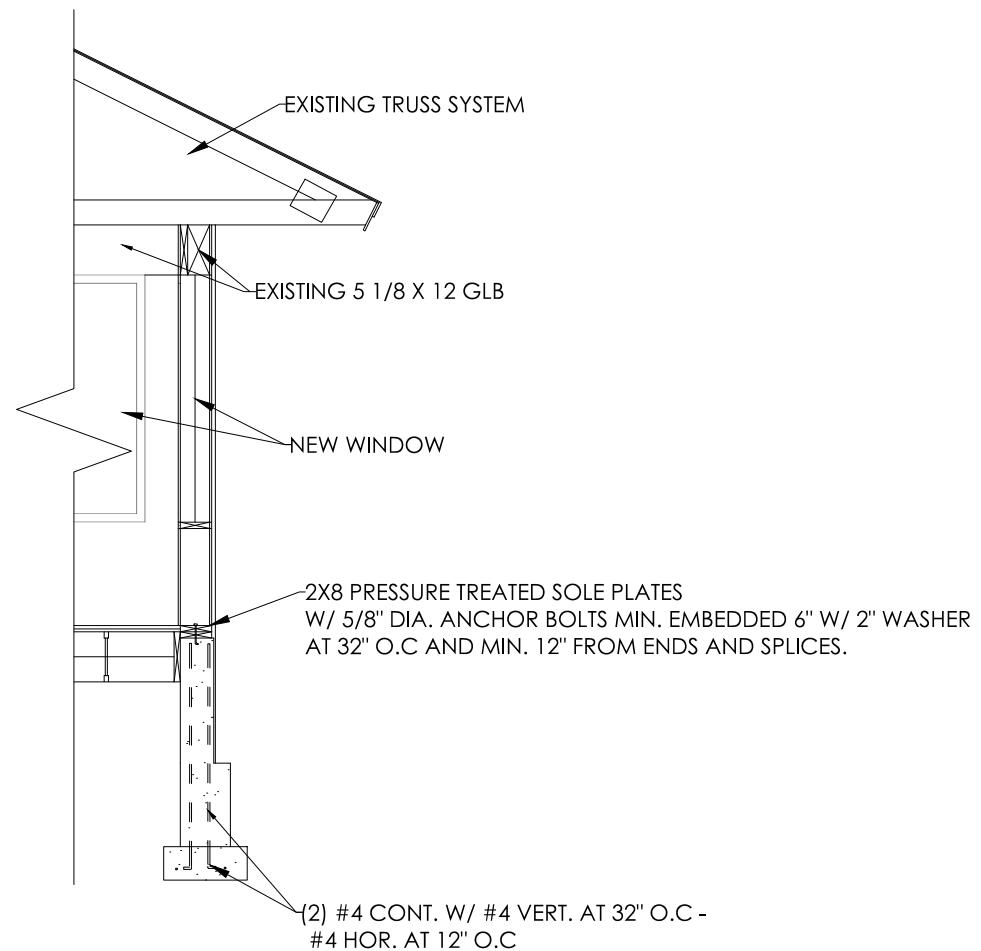 EXISTING TRUSS SYSTEM
EXISTING 5 1/8 X 12 GLB
NEW WINDOW
2X8 PRESSURE TREATED SOLE PLATES
W/ 5/8" DIA. ANCHOR BOLTS MIN. EMBEDDED 6" W/ 2" WASHER
AT 32" O.C AND MIN. 12" FROM ENDS AND SPLICES.
(2) #4 CONT. W/ #4 VERT. AT 32" O.C -
#4 HOR. AT 12" O.C